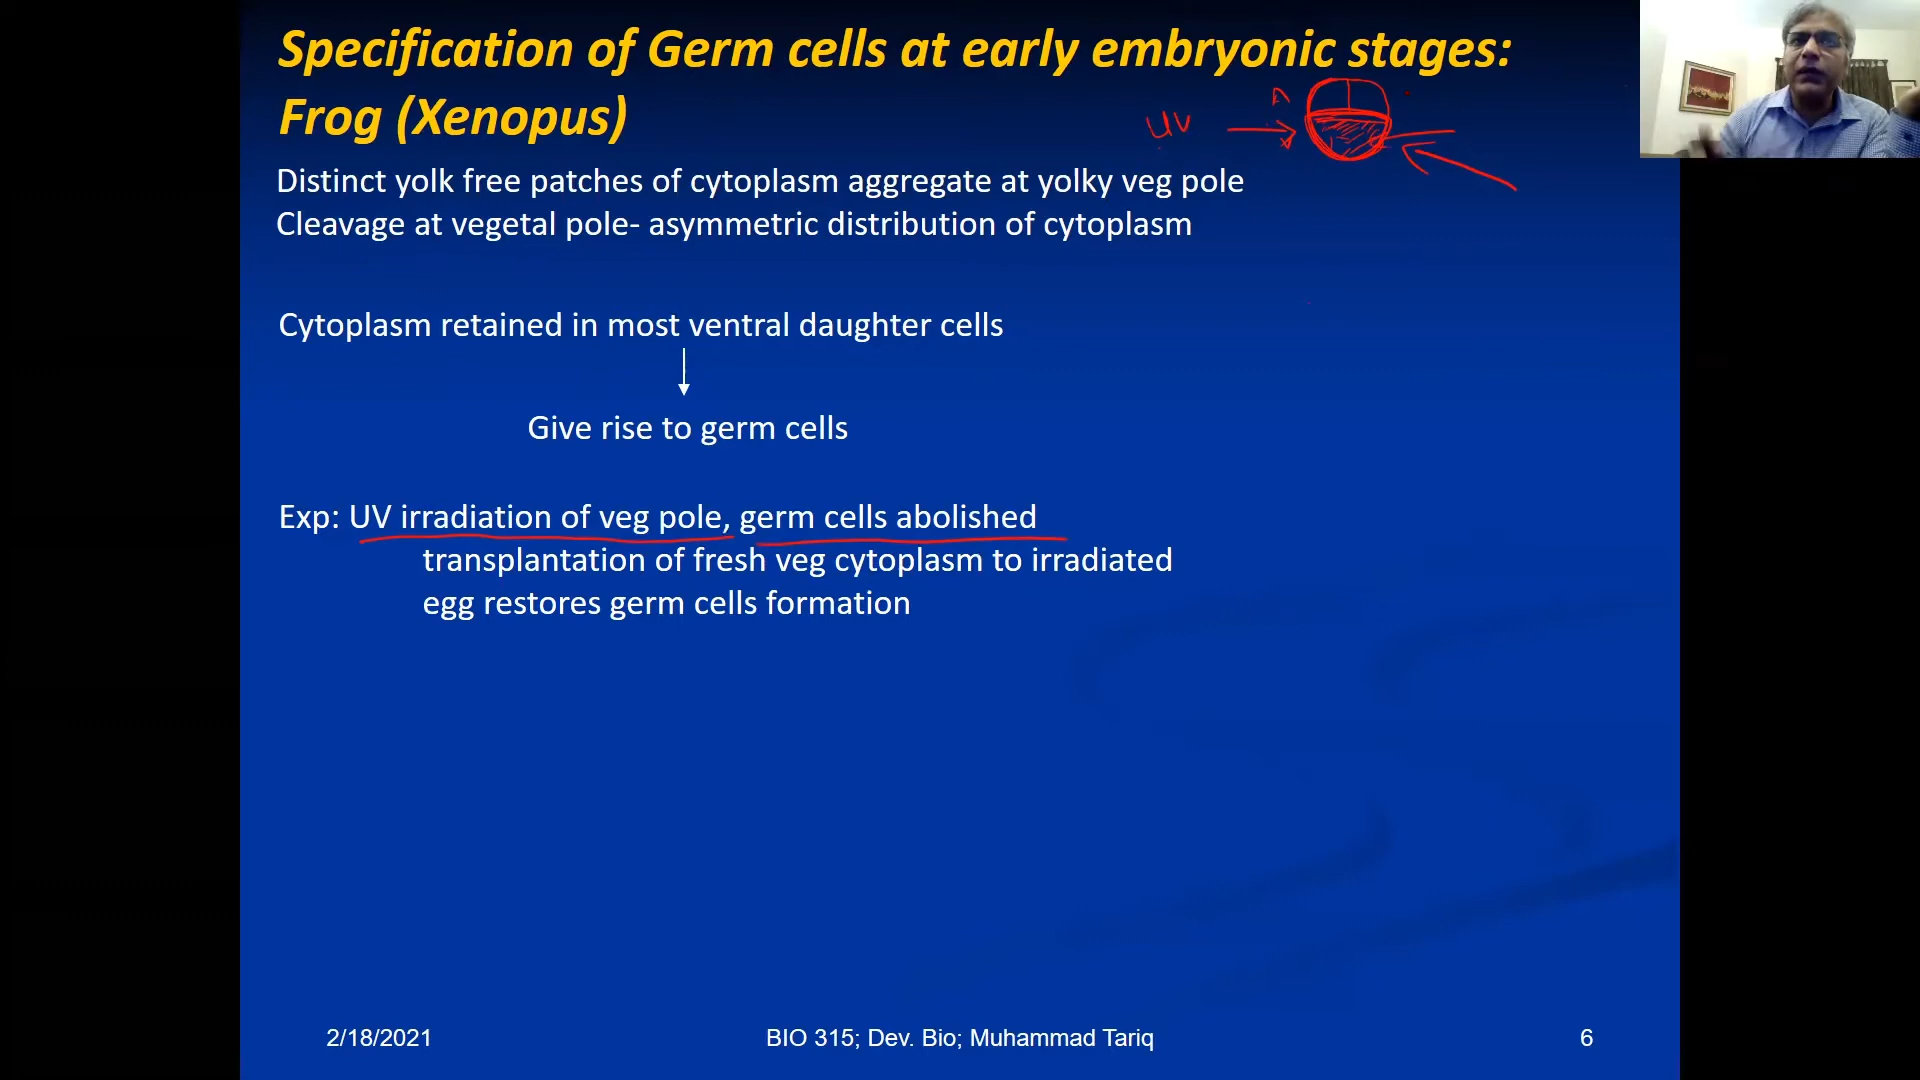 Specification of Germ cells at early embryonic stages:
Frog (Xenopus)
A
UV
Distinct yolk free patches of cytoplasm aggregate at yolky veg pole
Cleavage at vegetal pole- asymmetric distribution of cytoplasm
Cytoplasm retained in most ventral daughter cells
Give rise to germ cells
Exp: UV irradiation of veg pole, germ cells abolished
transplantation of fresh veg cytoplasm to irradiated
egg restores germ cells formation
2/18/2021 BIO 315; Dev. Bio; Muhammad Tariq 6